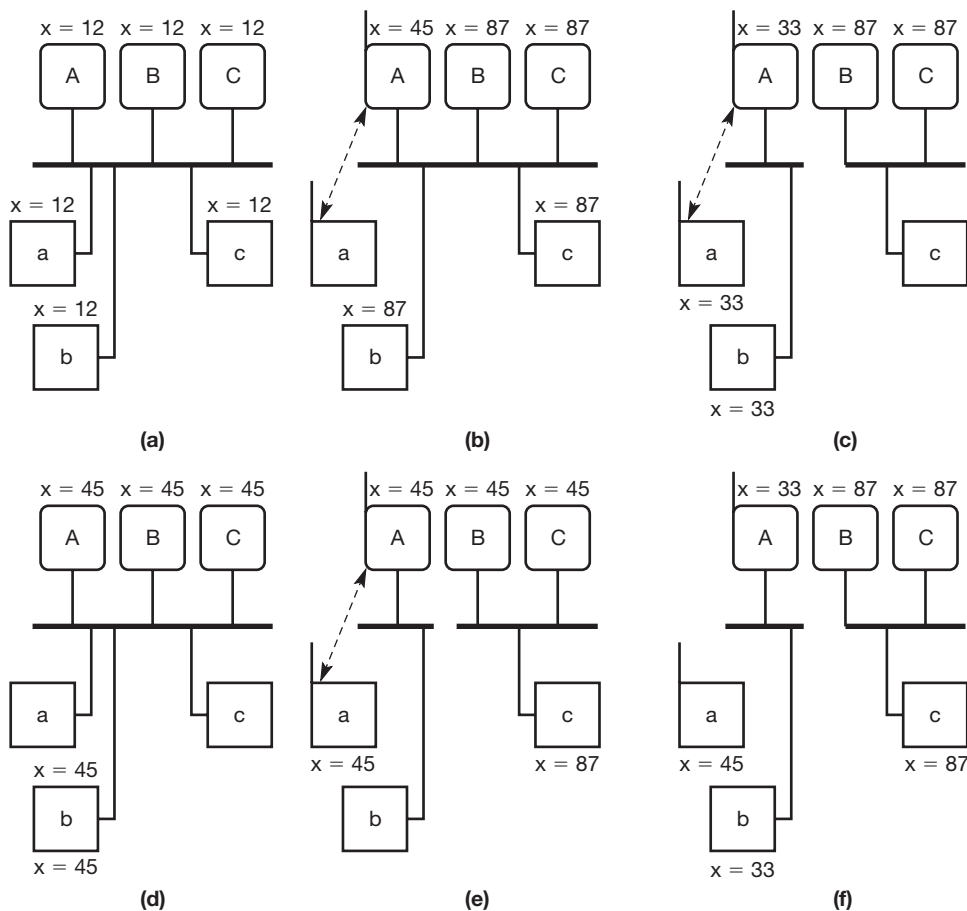 x = 12 x = 12 x = 12
A B C
x = 12 x = 12
a c
x = 12
b
(a)
x = 45 x = 87 x = 87
A B C
x = 87
a c
x = 87
b
(b)
x = 33 x = 87 x = 87
A B C
a c
x = 33
b
x = 33
(c)
x = 45 x = 45 x = 45
A B C
a c
x = 45
b
x = 45
(d)
x = 45 x = 45 x = 45
A B C
a c
x = 45 x = 87
b
(e)
x = 33 x = 87 x = 87
A B C
a c
x = 45 x = 87
b
x = 33
(f)